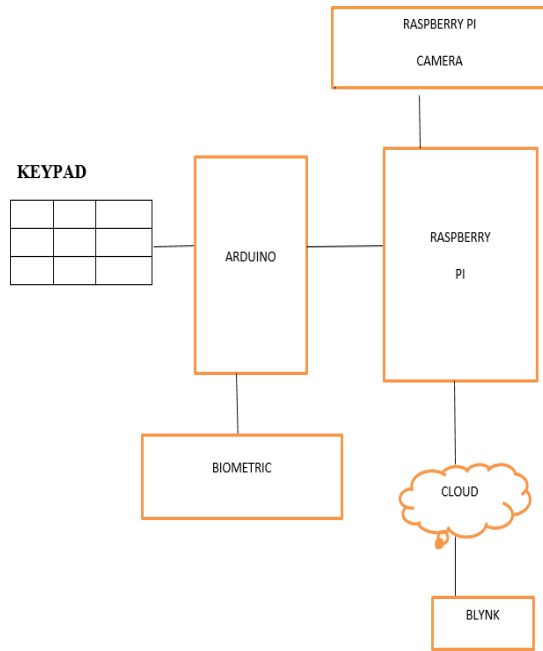 RASPBERRY PI
CAMERA
KEYPAD
ARDUINO
RASPBERRY
PI
BIOMETRIC
CLOUD
BLYNK